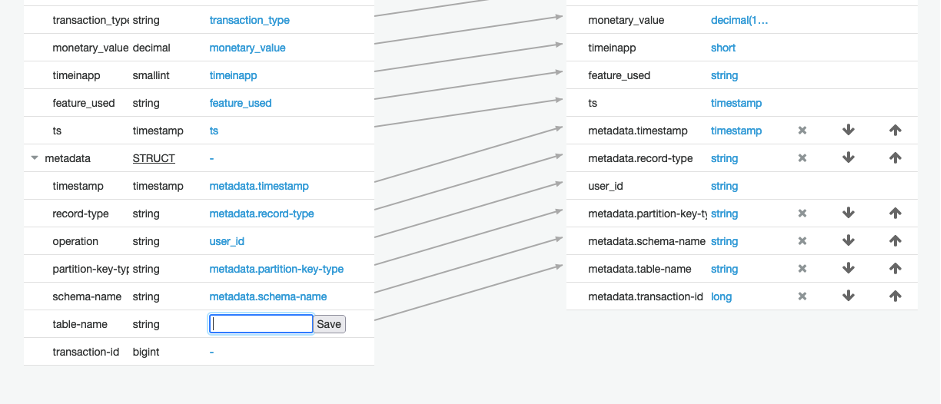 transaction_type string transaction_type
monetary_value decimal monetary_value
timeinapp smallint timeinapp
feature_used string feature_used
ts timestamp ts
metadata STRUCT -
timestamp timestamp metadata.timestamp
record-type string metadata.record-type
operation string user_id
partition-key-typ string metadata.partition-key-type
schema-name string metadata.schema-name
table-name string Save
transaction-id bigint -
monetary_value decimal(1...
timeinapp short
feature_used string
ts timestamp
metadata.timestamp timestamp
metadata.record-type string
user_id string
metadata.partition-key-ty string
metadata.schema-name string
metadata.table-name string
metadata.transaction-id long